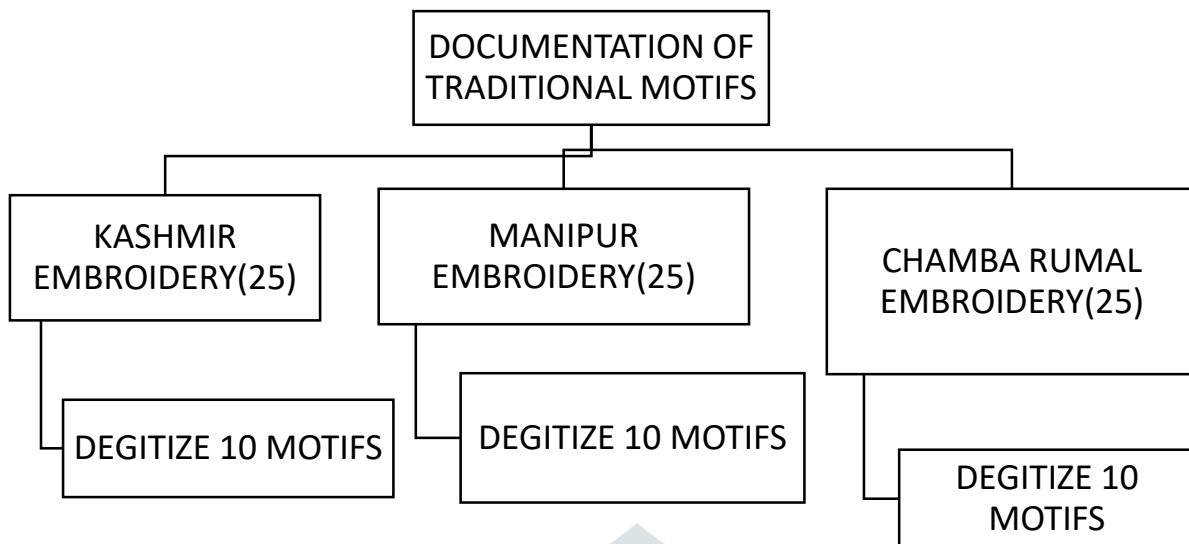 DOCUMENTATION OF
TRADITIONAL MOTIFS
KASHMIR
EMBROIDERY(25)
MANIPUR
EMBROIDERY(25)
CHAMBA RUMAL
EMBROIDERY(25)
DEGITIZE 10 MOTIFS
DEGITIZE 10 MOTIFS
DEGITIZE 10
MOTIFS